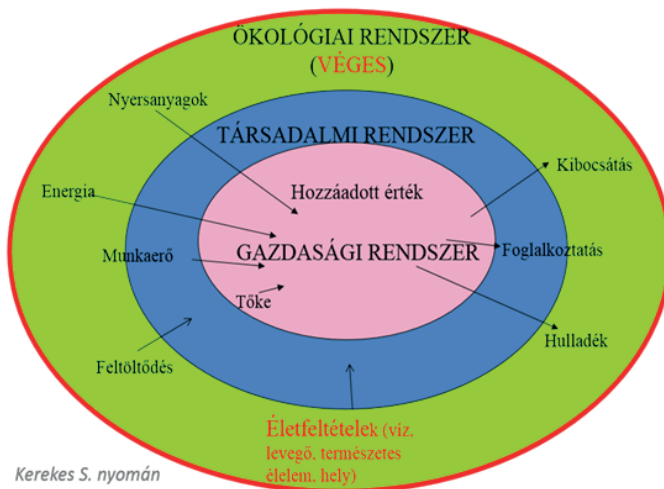 ÖKOLÓGIAI RENDSZER
(VÉGES)
Nyersanyagok
TÁRSADALMI RENDSZER
Kibocsátás
Energia
Hozzáadott érték
Munkaerő
GAZDASÁGI RENDSZER
Foglalkoztatás
Tőke
Feltöltődés
Hulladék
Életfeltételek (víz,
levegő, természetes
élelem, hely)
Kerekes S. nyomán